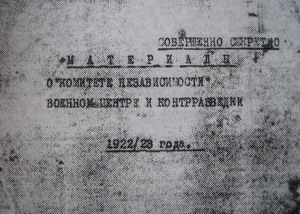 СОВЕРШЕННО СЕКРЕТНО
МАТЕРИАЛЫ
О "КОМИТЕТЕ НЕЗАВИСИМОСТИ"
ВОЕННОМ ЦЕНТРЕ И КОНТРРАЗВЕДКИ
1922/23 года.